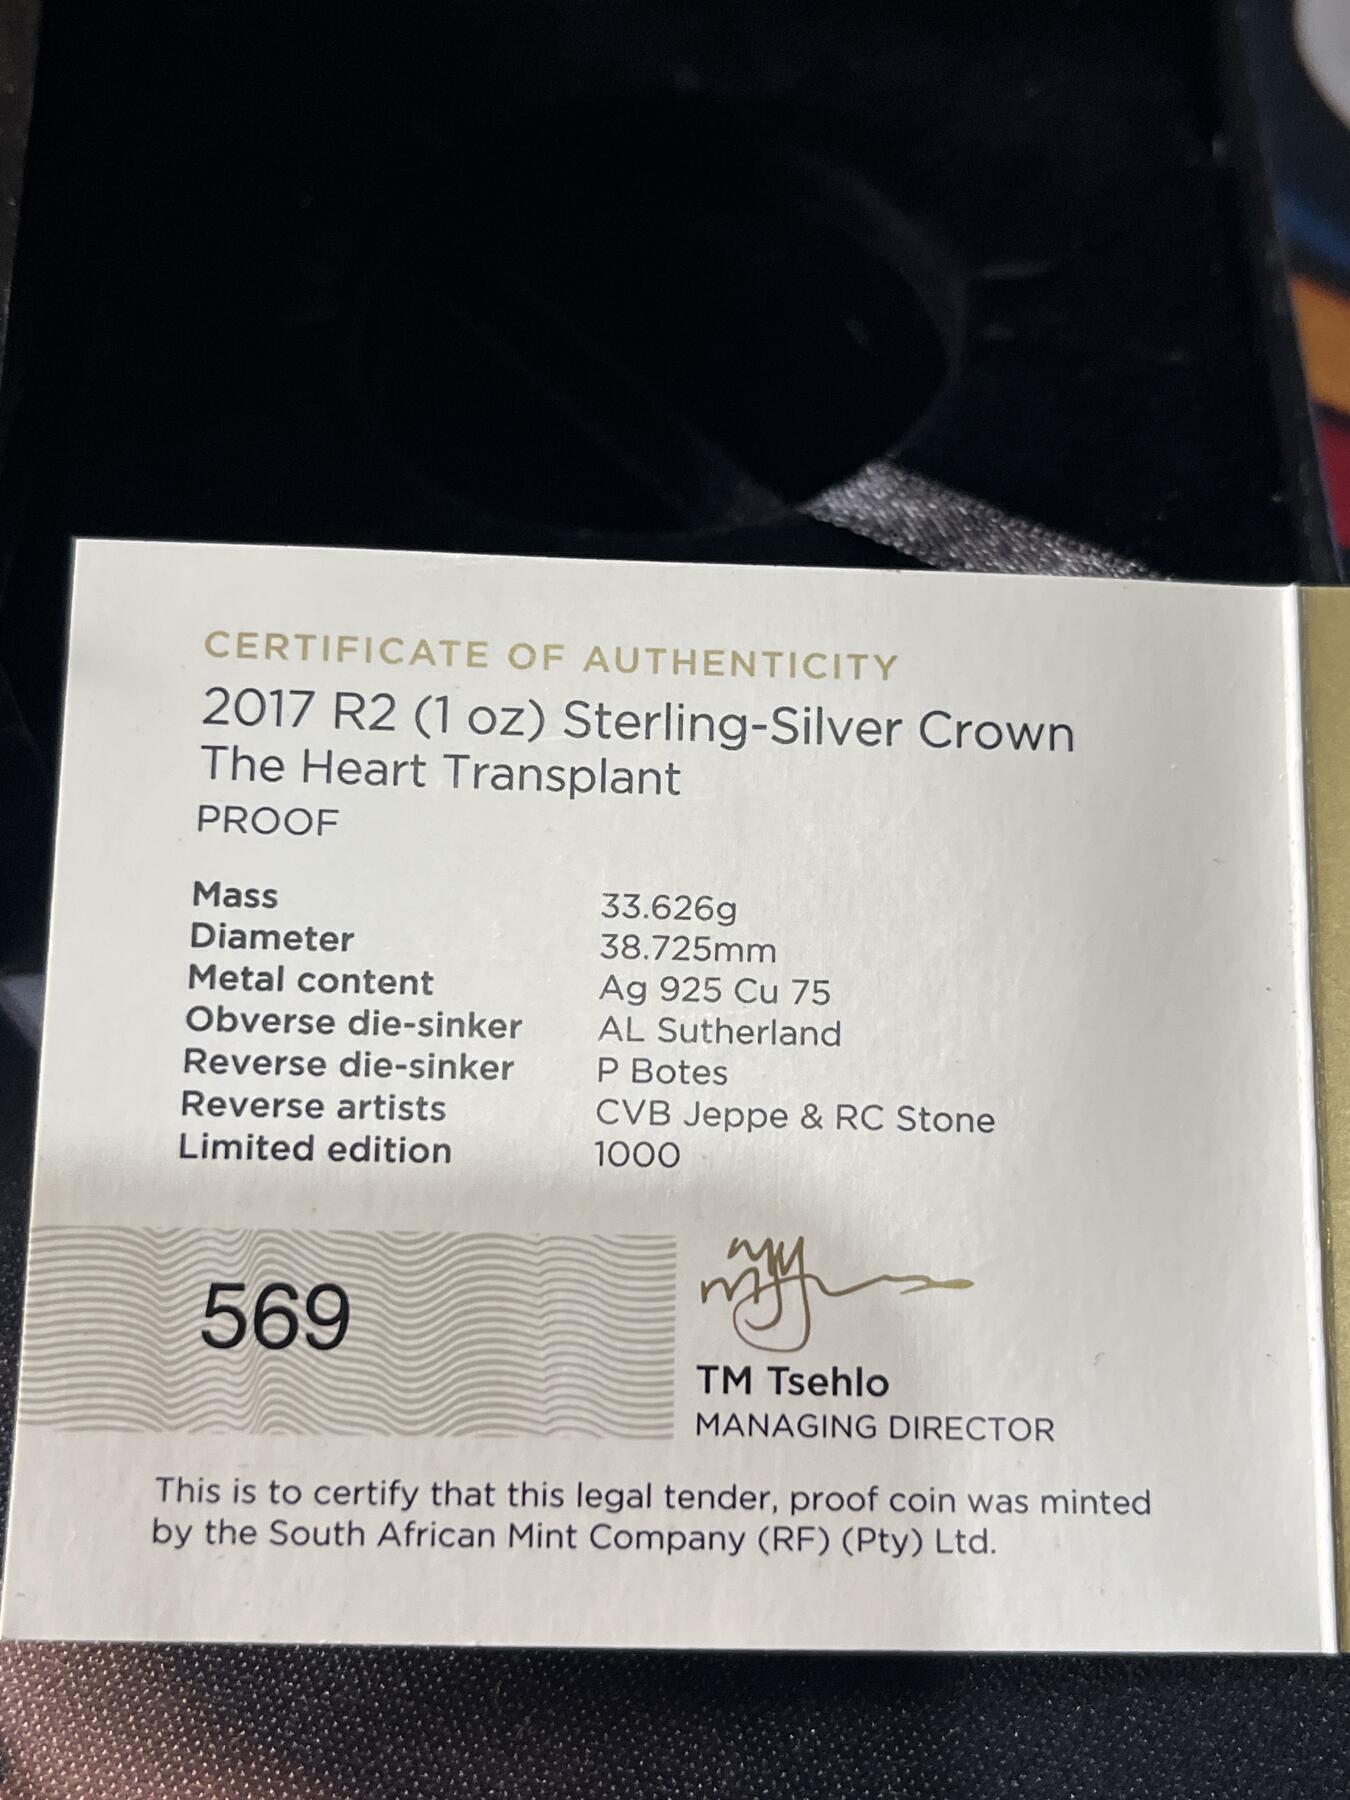 CERTIFICATE OF AUTHENTICITY
2017 R2 (1 oz) Sterling-Silver Crown
The Heart Transplant
PROOF
Mass 33.626g
Diameter 38.725mm
Metal content Ag 925 Cu 75
Obverse die-sinker AL Sutherland
Reverse die-sinker P Botes
Reverse artists CVB Jeppe & RC Stone
Limited edition 1000
569
TM Tsehlo
MANAGING DIRECTOR
This is to certify that this legal tender, proof coin was minted
by the South African Mint Company (RF) (Pty) Ltd.